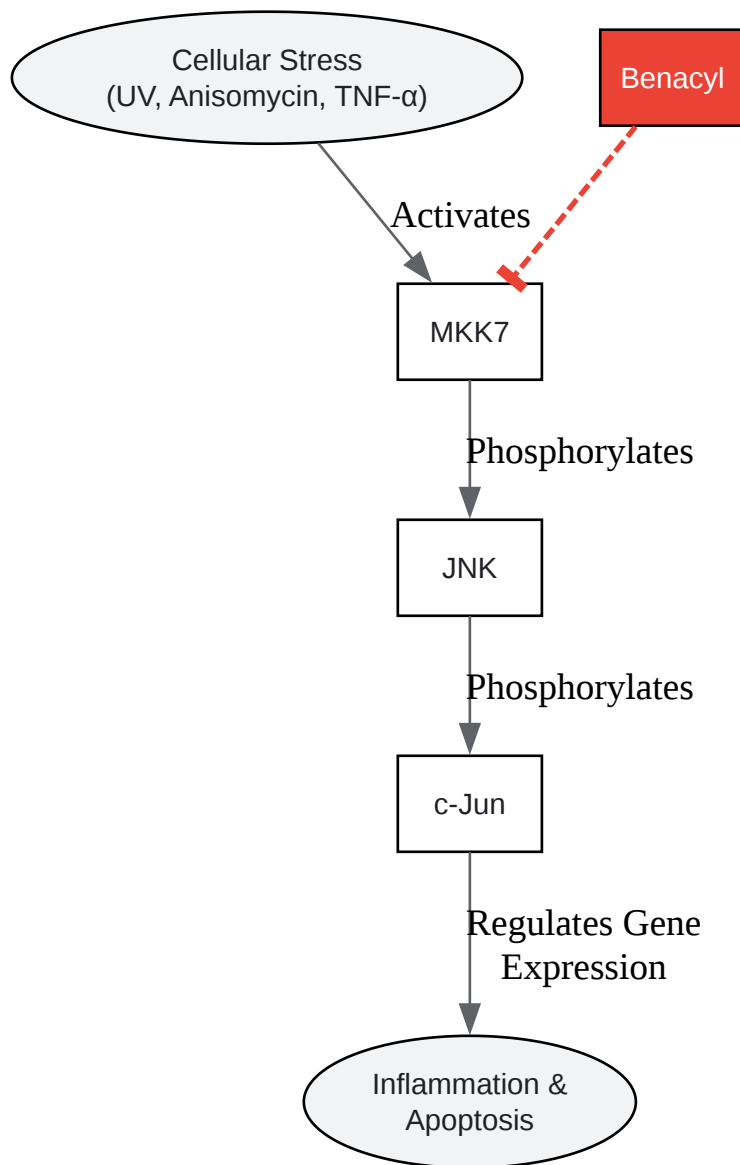 Cellular Stress
(UV, Anisomycin, TNF-α)
Benacyl
Activates
MKK7
Phosphorylates
JNK
Phosphorylates
c-Jun
Regulates Gene
Expression
Inflammation &
Apoptosis